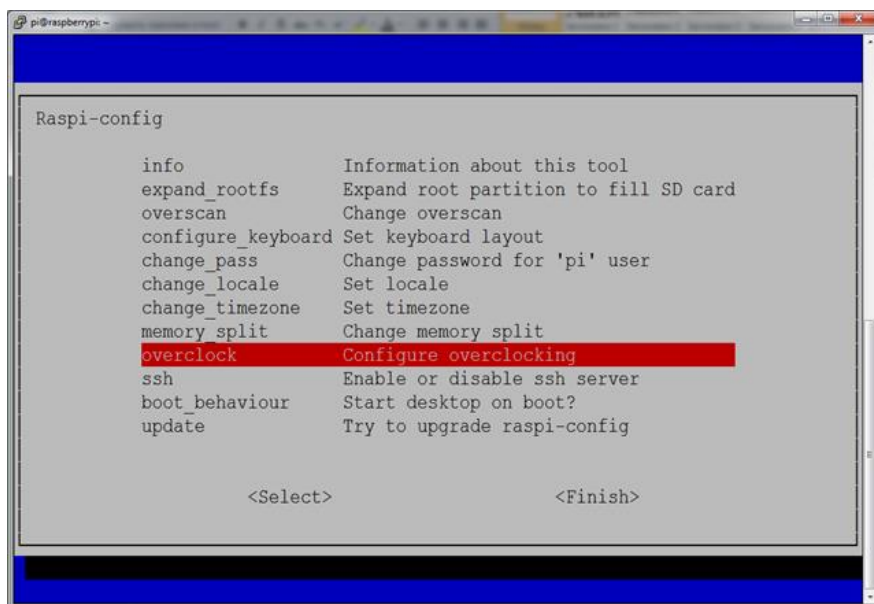 pi@raspberrypi: ~
Raspi-config
info Information about this tool
expand_rootfs Expand root partition to fill SD card
overscan Change overscan
configure_keyboard Set keyboard layout
change_pass Change password for 'pi' user
change_locale Set locale
change_timezone Set timezone
memory_split Change memory split
overclock Configure overclocking
ssh Enable or disable ssh server
boot_behaviour Start desktop on boot?
update Try to upgrade raspi-config
<Select> <Finish>